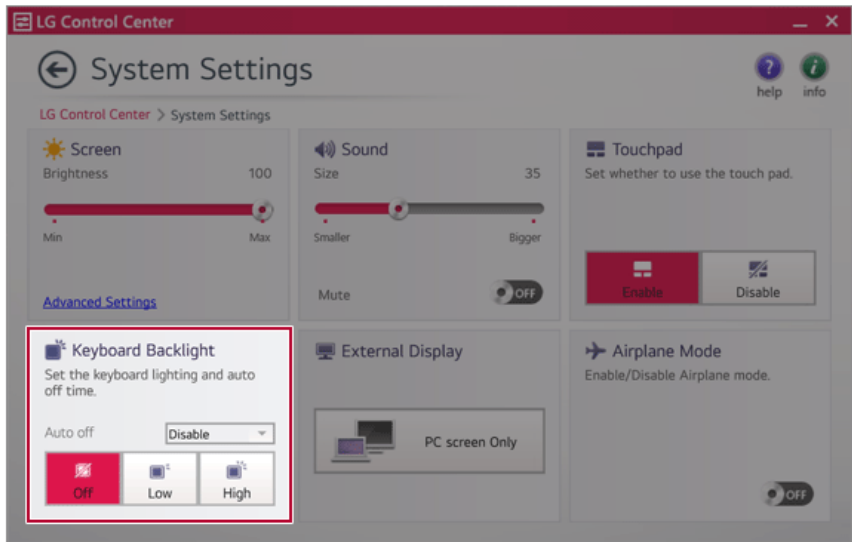 LG Control Center
System Settings
help
info
LG Control Center > System Settings
Screen
Brightness 100
Min Max
Advanced Settings
Sound
Size 35
Smaller Bigger
Mute OFF
Touchpad
Set whether to use the touch pad.
Enable Disable
Keyboard Backlight
Set the keyboard lighting and auto
off time.
Auto off Disable
Off Low High
External Display
PC screen Only
Airplane Mode
Enable/Disable Airplane mode.
OFF